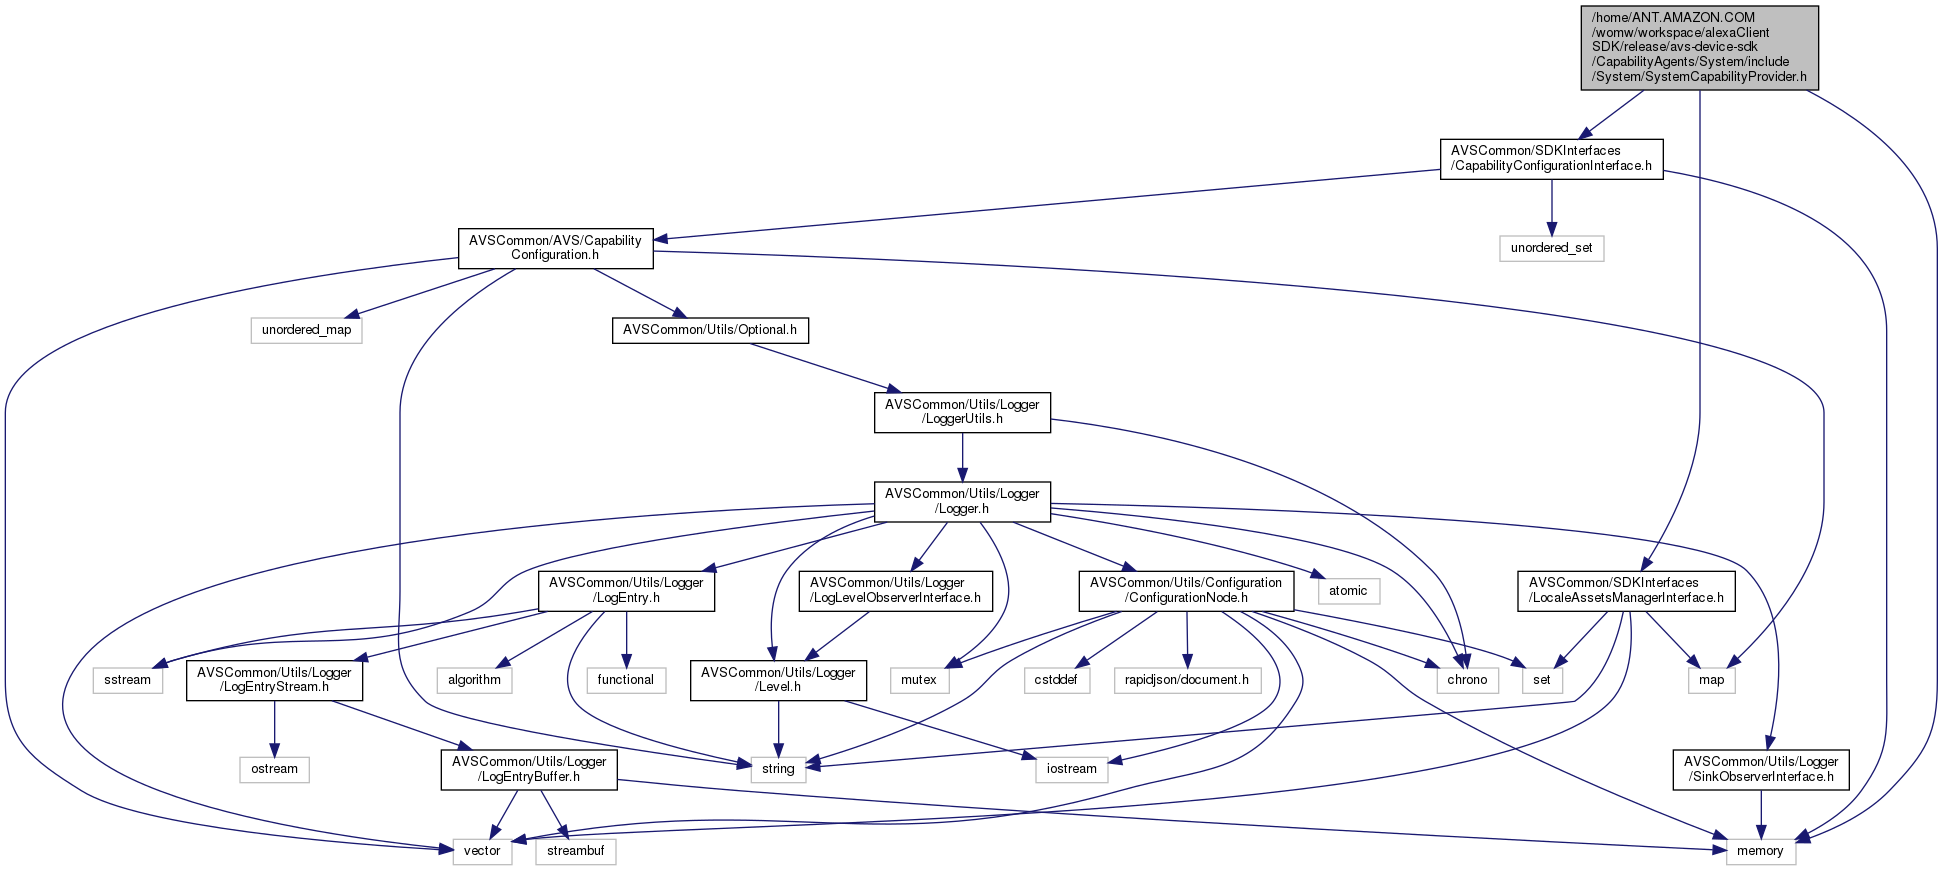 /home/ANT.AMAZON.COM
/womw/workspace/alexaClient
SDK/release/avs-device-sdk
/CapabilityAgents/System/include
/System/SystemCapabilityProvider.h
AVSCommon/SDKInterfaces
/CapabilityConfigurationInterface.h
AVSCommon/AVS/Capability
Configuration.h
unordered_set
unordered_map
AVSCommon/Utils/Optional.h
AVSCommon/Utils/Logger
/LoggerUtils.h
AVSCommon/Utils/Logger
/Logger.h
AVSCommon/Utils/Logger
/LogEntry.h
AVSCommon/Utils/Logger
/LogLevelObserverInterface.h
AVSCommon/Utils/Configuration
/ConfigurationNode.h
atomic
AVSCommon/SDKInterfaces
/LocaleAssetsManagerInterface.h
sstream
AVSCommon/Utils/Logger
/LogEntryStream.h
algorithm
functional
AVSCommon/Utils/Logger
/Level.h
mutex
cstddef
rapidjson/document.h
chrono
set
map
ostream
AVSCommon/Utils/Logger
/LogEntryBuffer.h
string
iostream
AVSCommon/Utils/Logger
/SinkObserverInterface.h
vector
streambuf
memory